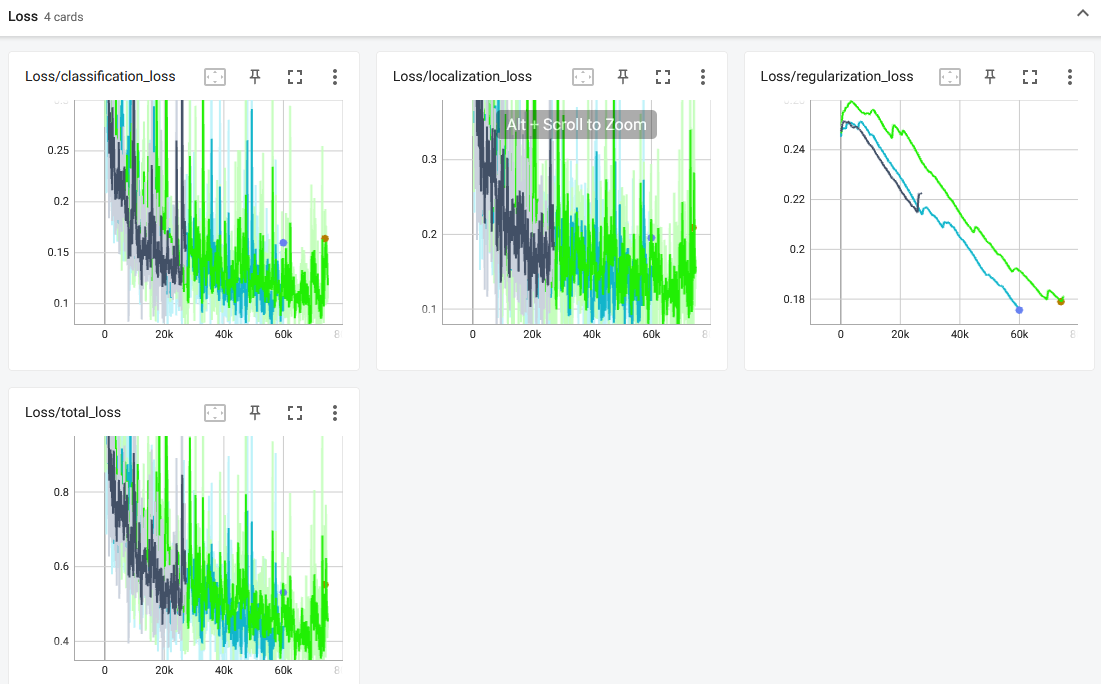 Loss 4 cards
Loss/classification_loss
0.25
0.2
0.15
0.1
0 20k 40k 60k 8
Loss/localization_loss
Alt + Scroll to Zoom
0.3
0.2
0.1
0 20k 40k 60k 8
Loss/regularization_loss
0.24
0.22
0.2
0.18
0 20k 40k 60k 8
Loss/total_loss
0.8
0.6
0.4
0 20k 40k 60k 8